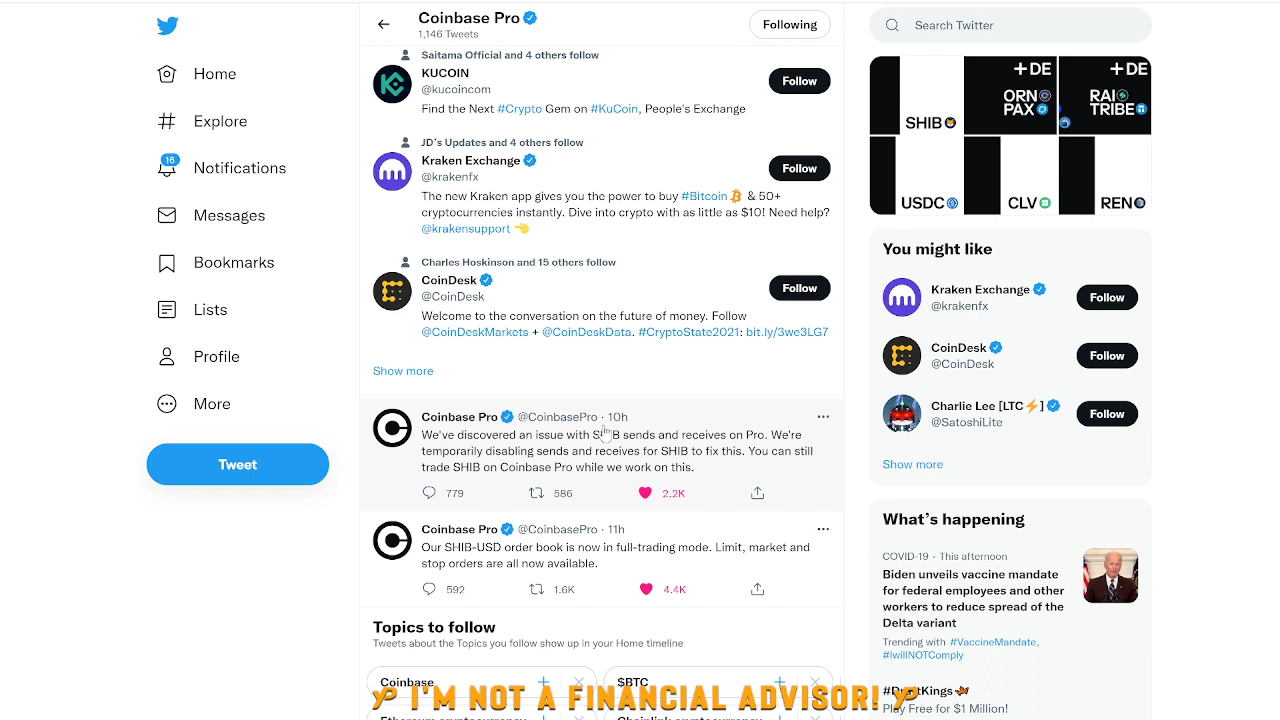 Home
Explore
16
Notifications
Messages
Bookmarks
Lists
Profile
More
Tweet
Coinbase Pro
1,146 Tweets
Following
Saitama Official and 4 others follow
KUCOIN
@kucoincom
Follow
Find the Next #Crypto Gem on #KuCoin, People's Exchange
JD's Updates and 4 others follow
Kraken Exchange
@krakenfx
Follow
The new Kraken app gives you the power to buy #Bitcoin & 50+
cryptocurrencies instantly. Dive into crypto with as little as $10! Need help?
@krakensupport 👈
Charles Hoskinson and 15 others follow
CoinDesk
@CoinDesk
Follow
Welcome to the conversation on the future of money. Follow
@CoinDeskMarkets + @CoinDeskData. #CryptoState2021: bit.ly/3we3LG7
Show more
Coinbase Pro @CoinbasePro · 10h
We've discovered an issue with SHIB sends and receives on Pro. We're
temporarily disabling sends and receives for SHIB to fix this. You can still
trade SHIB on Coinbase Pro while we work on this.
779 586 2.2K
Coinbase Pro @CoinbasePro · 11h
Our SHIB-USD order book is now in full-trading mode. Limit, market and
stop orders are all now available.
592 1.6K 4.4K
Topics to follow
Tweets about the Topics you follow show up in your Home timeline
Coinbase
$BTC
I'M NOT A FINANCIAL ADVISOR!
Search Twitter
SHIB
+DE
ORN
PAX
+DE
RAI
TRIBE
USDC
CLV
REN
You might like
Kraken Exchange
@krakenfx
Follow
CoinDesk
@CoinDesk
Follow
Charlie Lee [LTC⚡]
@SatoshiLite
Follow
Show more
What's happening
COVID-19 · This afternoon
Biden unveils vaccine mandate
for federal employees and other
workers to reduce spread of the
Delta variant
Trending with #VaccineMandate,
#IwillNOTComply
#DraftKings
Play Free for $1 Million!